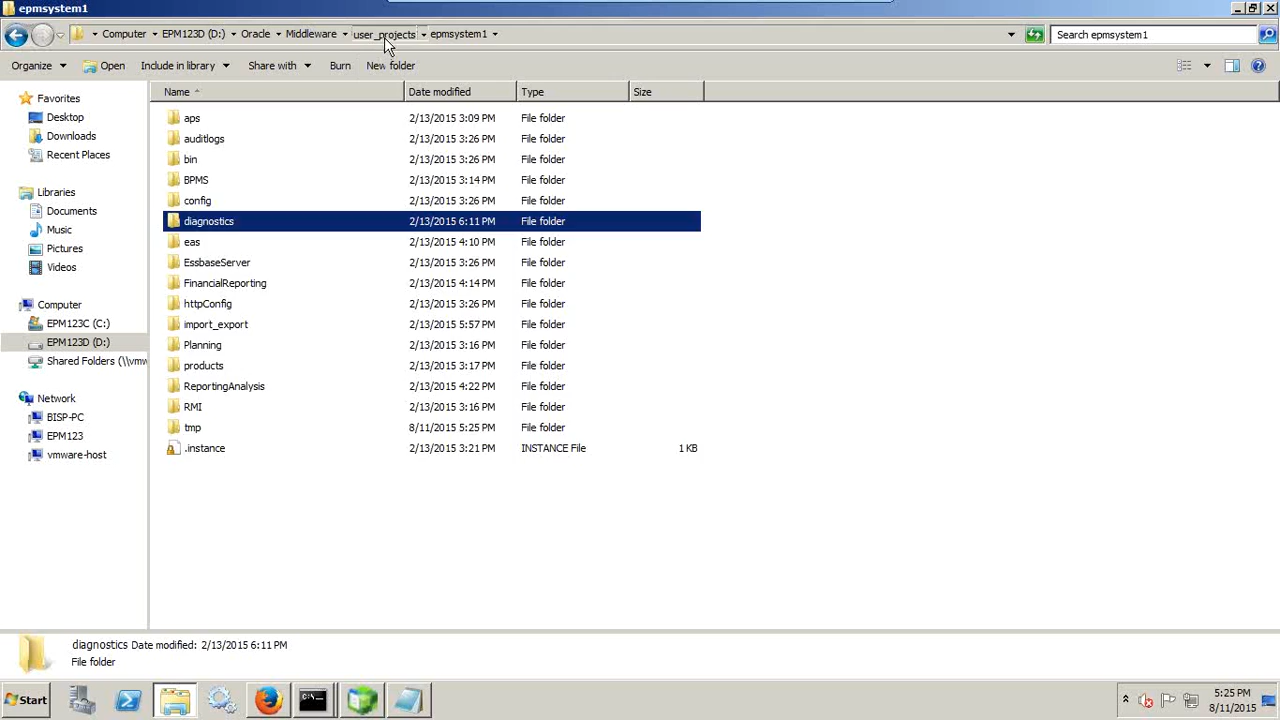 epmsystem1
Computer EPM123D (D:) Oracle Middleware user_projects epmsystem1 Search epmsystem1
Organize Open Include in library Share with Burn New folder
Name Date modified Type Size
Favorites
Desktop
Downloads
Recent Places
Libraries
Documents
Music
Pictures
Videos
Computer
EPM123C (C:)
EPM123D (D:)
Shared Folders (\\vmw
Network
BISP-PC
EPM123
vmware-host
aps 2/13/2015 3:09 PM File folder
auditlogs 2/13/2015 3:26 PM File folder
bin 2/13/2015 3:26 PM File folder
BPMS 2/13/2015 3:14 PM File folder
config 2/13/2015 3:26 PM File folder
diagnostics 2/13/2015 6:11 PM File folder
eas 2/13/2015 4:10 PM File folder
EssbaseServer 2/13/2015 3:26 PM File folder
FinancialReporting 2/13/2015 4:14 PM File folder
httpConfig 2/13/2015 3:26 PM File folder
import_export 2/13/2015 5:57 PM File folder
Planning 2/13/2015 3:16 PM File folder
products 2/13/2015 3:17 PM File folder
ReportingAnalysis 2/13/2015 4:22 PM File folder
RMI 2/13/2015 3:16 PM File folder
tmp 8/11/2015 5:25 PM File folder
.instance 2/13/2015 3:21 PM INSTANCE File 1 KB
diagnostics Date modified: 2/13/2015 6:11 PM
File folder
Start
5:25 PM
8/11/2015